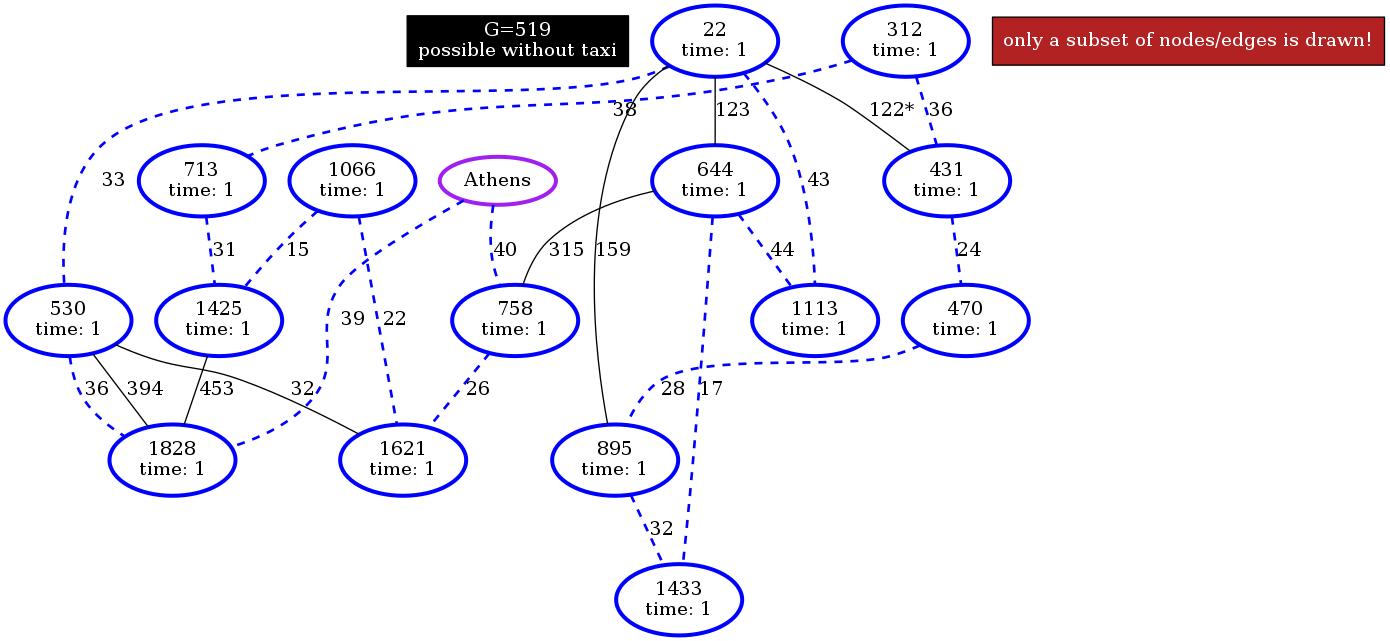 G=519
possible without taxi
22
time: 1
312
time: 1
only a subset of nodes/edges is drawn!
38
123
122*
36
713
time: 1
1066
time: 1
Athens
644
time: 1
431
time: 1
33
43
31
15
40
315
159
44
24
530
time: 1
1425
time: 1
758
time: 1
1113
time: 1
470
time: 1
39
22
36
394
453
32
26
28
17
1828
time: 1
1621
time: 1
895
time: 1
32
1433
time: 1